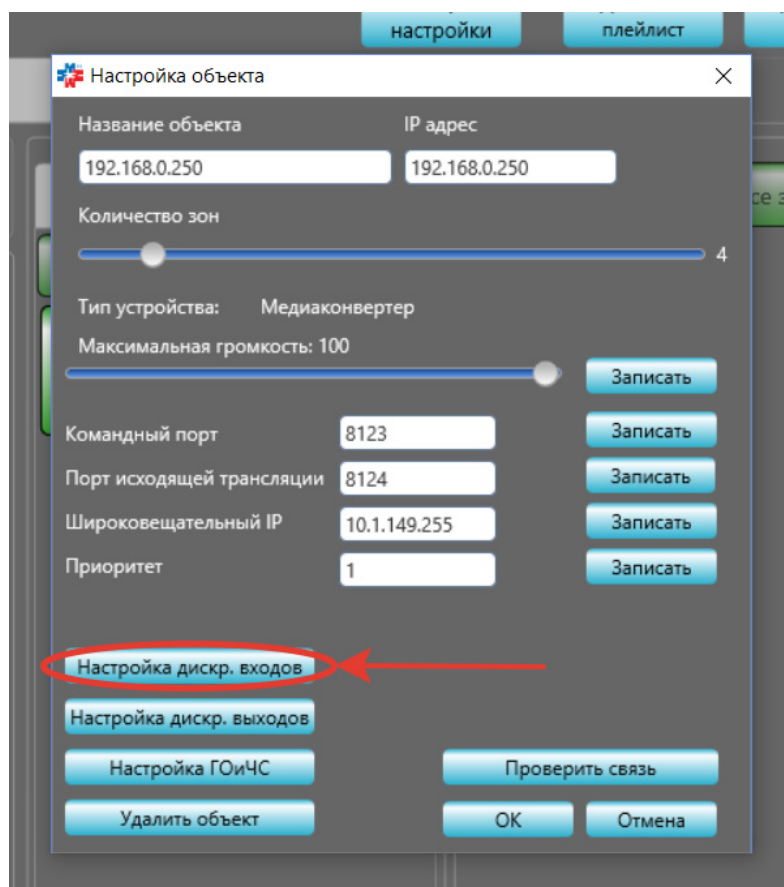 настройки
плейлист
Настройка объекта
Название объекта
IP адрес
192.168.0.250
192.168.0.250
Количество зон
4
Тип устройства: Медиаконвертер
Максимальная громкость: 100
Записать
Командный порт 8123 Записать
Порт исходящей трансляции 8124 Записать
Широковещательный IP 10.1.149.255 Записать
Приоритет 1 Записать
Настройка дискр. входов
Настройка дискр. выходов
Настройка ГОиЧС
Проверить связь
Удалить объект
ОК
Отмена